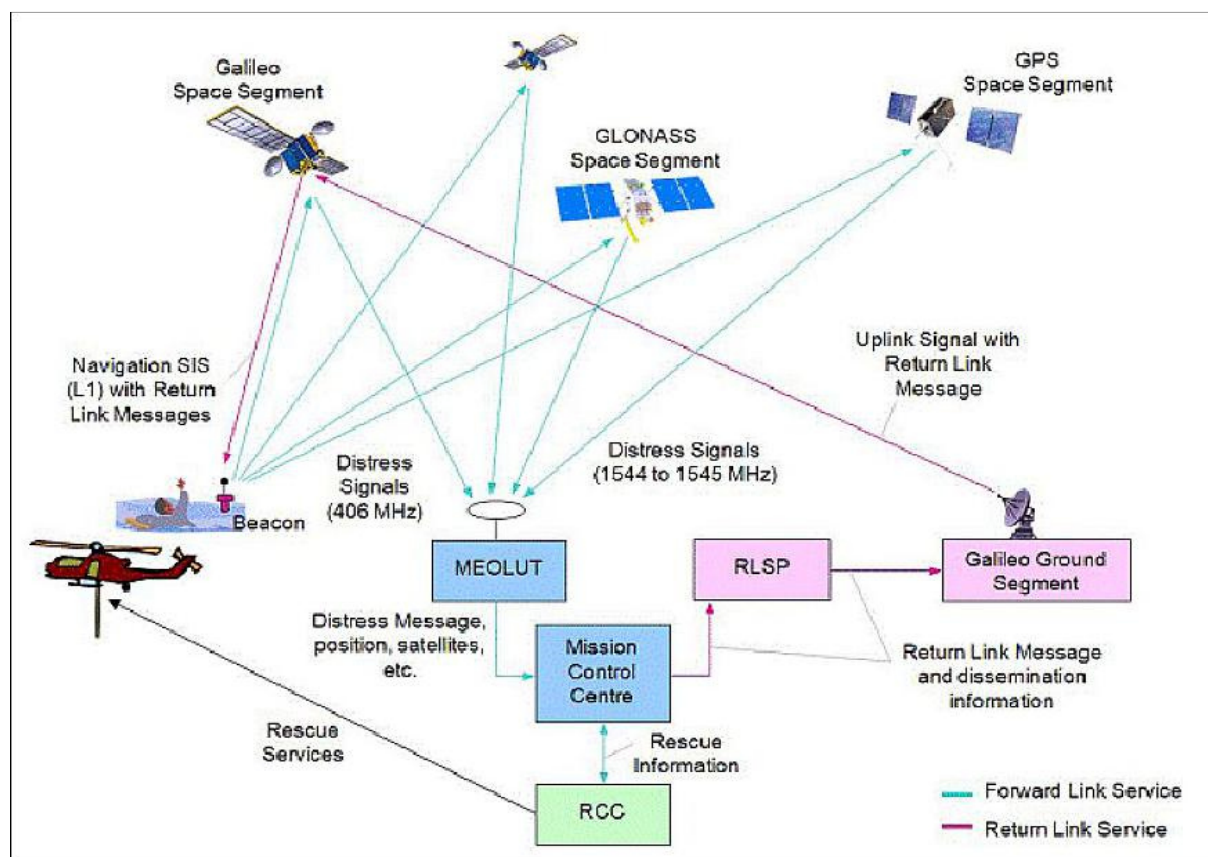 Galileo
Space Segment
GPS
Space Segment
GLONASS
Space Segment
Navigation SIS
(L1) with Return
Link Messages
Uplink Signal with
Return Link
Message
Distress
Signals
(406 MHz)
Distress Signals
(1544 to 1545 MHz)
Beacon
MEOLUT
RLSP
Galileo Ground
Segment
Distress Message,
position, satellites,
etc.
Mission
Control
Centre
Return Link Message
and dissemination
information
Rescue
Services
Rescue
Information
RCC
Forward Link Service
Return Link Service